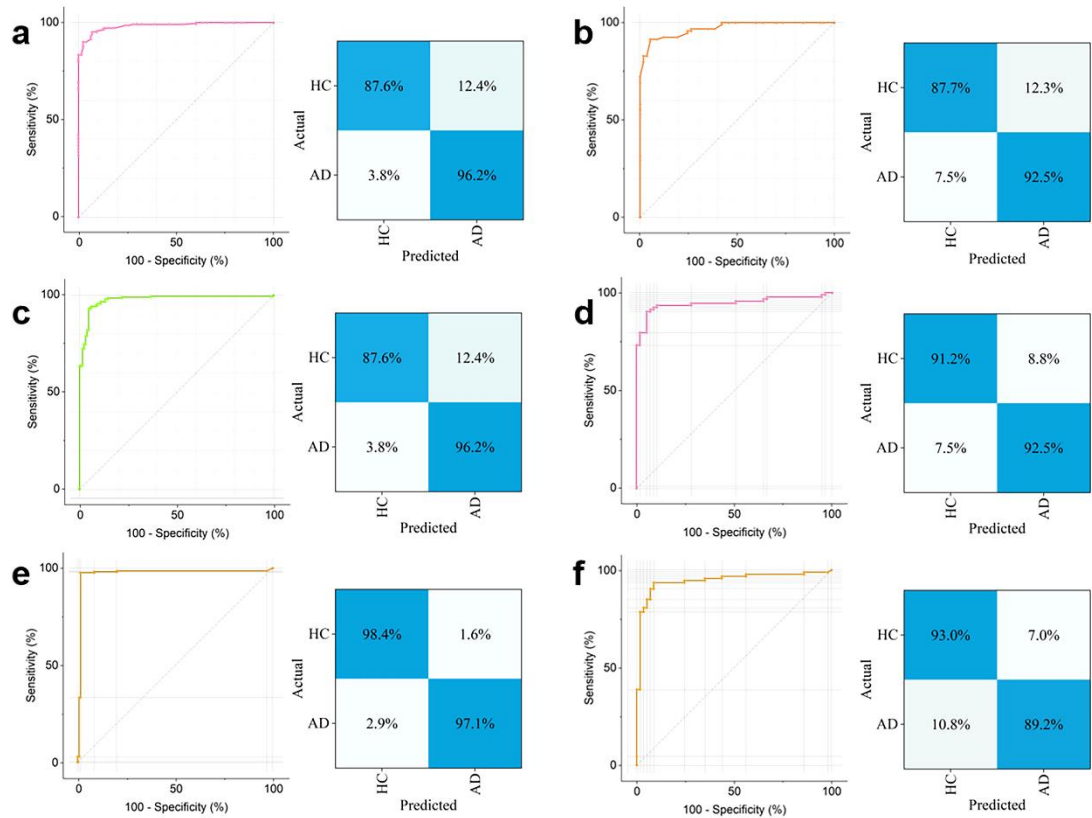 a
100
50
0
Sensitivity (%)
0 50 100
100 - Specificity (%)
Actual
HC
AD
87.6% 12.4%
3.8% 96.2%
HC AD
Predicted
b
100
50
0
Sensitivity (%)
0 50 100
100 - Specificity (%)
Actual
HC
AD
87.7% 12.3%
7.5% 92.5%
HC AD
Predicted
c
100
50
0
Sensitivity (%)
0 50 100
100 - Specificity (%)
Actual
HC
AD
87.6% 12.4%
3.8% 96.2%
HC AD
Predicted
d
100
50
0
Sensitivity (%)
0 50 100
100 - Specificity (%)
Actual
HC
AD
91.2% 8.8%
7.5% 92.5%
HC AD
Predicted
e
100
50
0
Sensitivity (%)
0 50 100
100 - Specificity (%)
Actual
HC
AD
98.4% 1.6%
2.9% 97.1%
HC AD
Predicted
f
100
50
0
Sensitivity (%)
0 50 100
100 - Specificity (%)
Actual
HC
AD
93.0% 7.0%
10.8% 89.2%
HC AD
Predicted